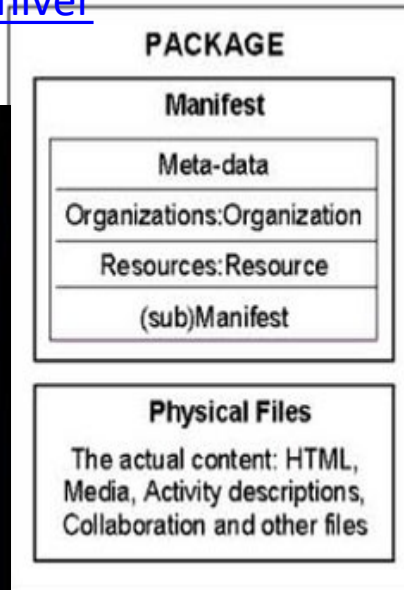 PACKAGE
Manifest
Meta-data
Organizations:Organization
Resources:Resource
(sub)Manifest
Physical Files
The actual content: HTML,
Media, Activity descriptions,
Collaboration and other files